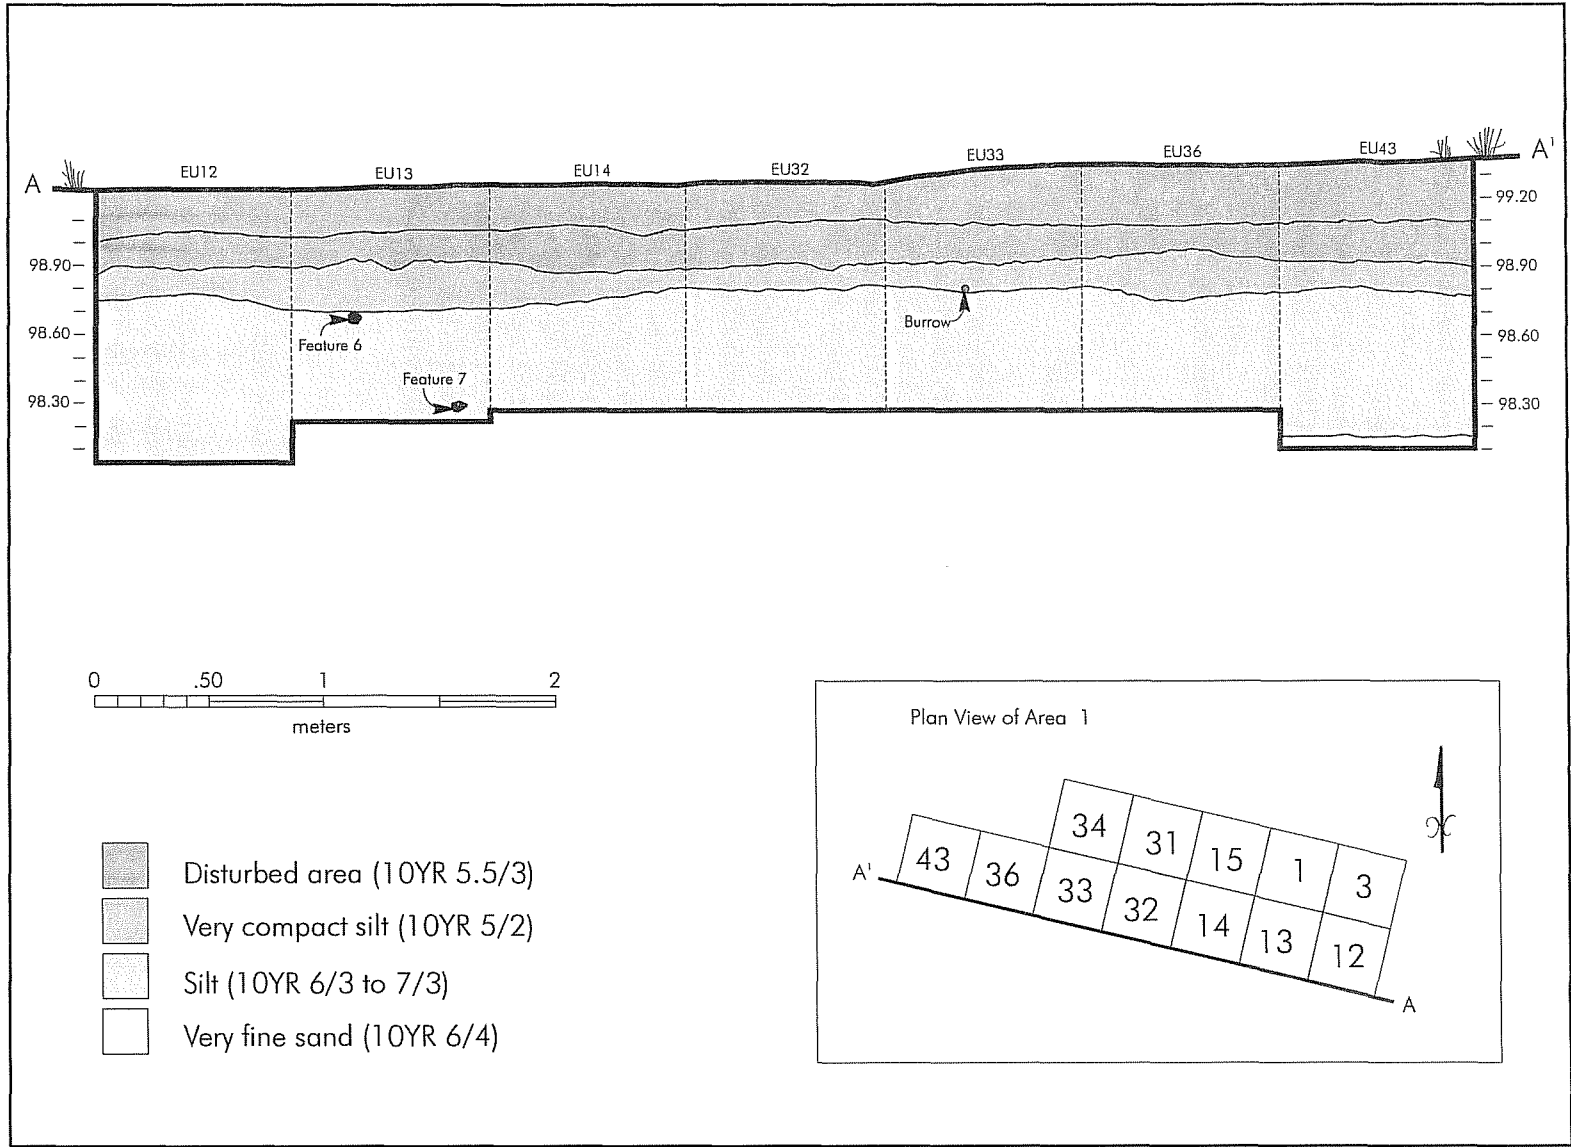 A EU12 EU13 EU14 EU32 EU33 EU36 EU43 A'
99.20
98.90 98.90
Burrow
98.60 98.60
Feature 6
Feature 7
98.30 98.30
0 .50 1 2
meters
Plan View of Area 1
34 31 15 1 3
A' 43 36 33 32 14 13 12
A
Disturbed area (10YR 5.5/3)
Very compact silt (10YR 5/2)
Silt (10YR 6/3 to 7/3)
Very fine sand (10YR 6/4)